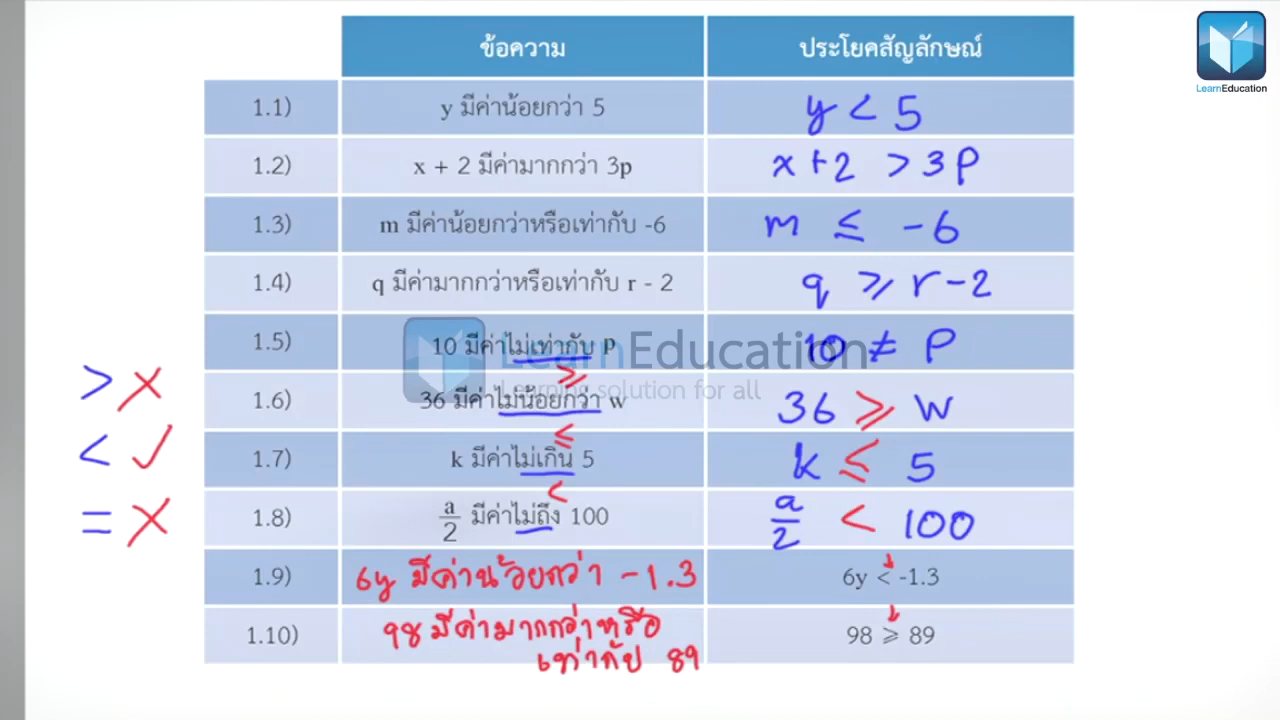 LearnEducation
ข้อความ ประโยคสัญลักษณ์
1.1) y มีค่าน้อยกว่า 5 y < 5
1.2) x + 2 มีค่ามากกว่า 3p x + 2 > 3p
1.3) m มีค่าน้อยกว่าหรือเท่ากับ -6 m ≤ -6
1.4) q มีค่ามากกว่าหรือเท่ากับ r - 2 q ≥ r - 2
1.5) 10 มีค่าไม่เท่ากับ p 10 ≠ p
LearnEducation
Learning solution for all
> ✗
≥
1.6) 36 มีค่าไม่น้อยกว่า w 36 ≥ w
< ✓
≤
1.7) k มีค่าไม่เกิน 5 k ≤ 5
<
= ✗
1.8) a/2 มีค่าไม่ถึง 100 a/2 < 100
1.9) 6y มีค่าน้อยกว่า -1.3 6y < -1.3
1.10) 98 มีค่ามากกว่าหรือ 98 ≥ 89
เท่ากับ 89